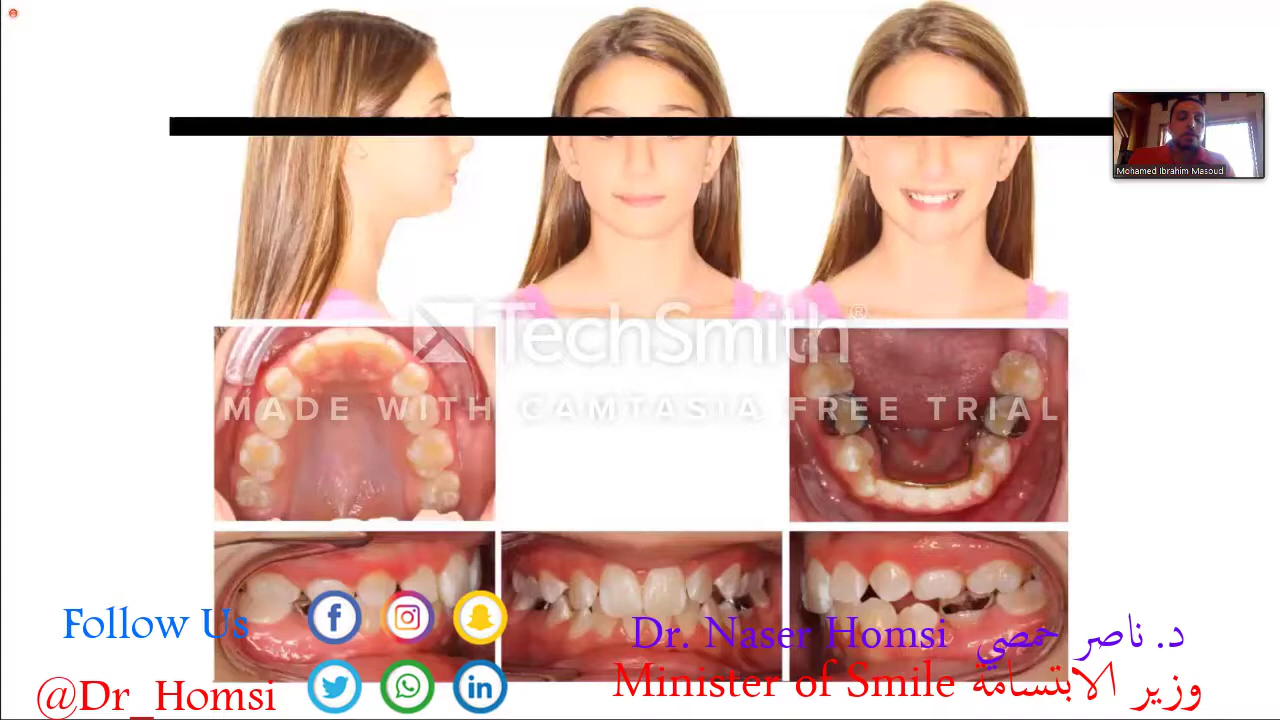 Mohamed Ibrahim Masoud
TechSmith®
MADE WITH CAMTASIA FREE TRIAL
Follow Us
@Dr_Homsi
Dr. Naser Homsi د. ناصر حمصي
Minister of Smile وزير الابتسامة